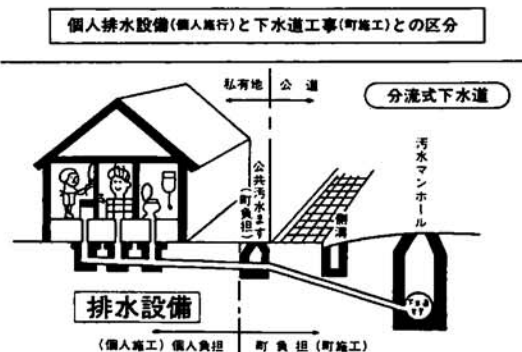 個人排水設備(個人施行)と下水道工事(町施工)との区分
私有地 公道
分流式下水道
公共汚水ます
(町負担)
側溝
汚水マンホール
排水設備
(個人施工) 個人負担 町負担(町施工)